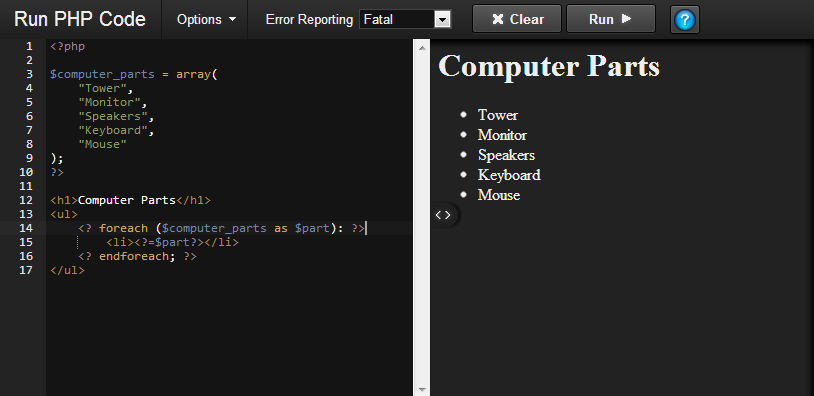 Run PHP Code Options Error Reporting Fatal Clear Run ?
1 <?php
2
3 $computer_parts = array(
4     "Tower",
5     "Monitor",
6     "Speakers",
7     "Keyboard",
8     "Mouse"
9 );
10 ?>
11
12 <h1>Computer Parts</h1>
13 <ul>
14     <? foreach ($computer_parts as $part): ?>
15         <li><?=$part?></li>
16     <? endforeach; ?>
17 </ul>
Computer Parts
Tower
Monitor
Speakers
Keyboard
Mouse
<>